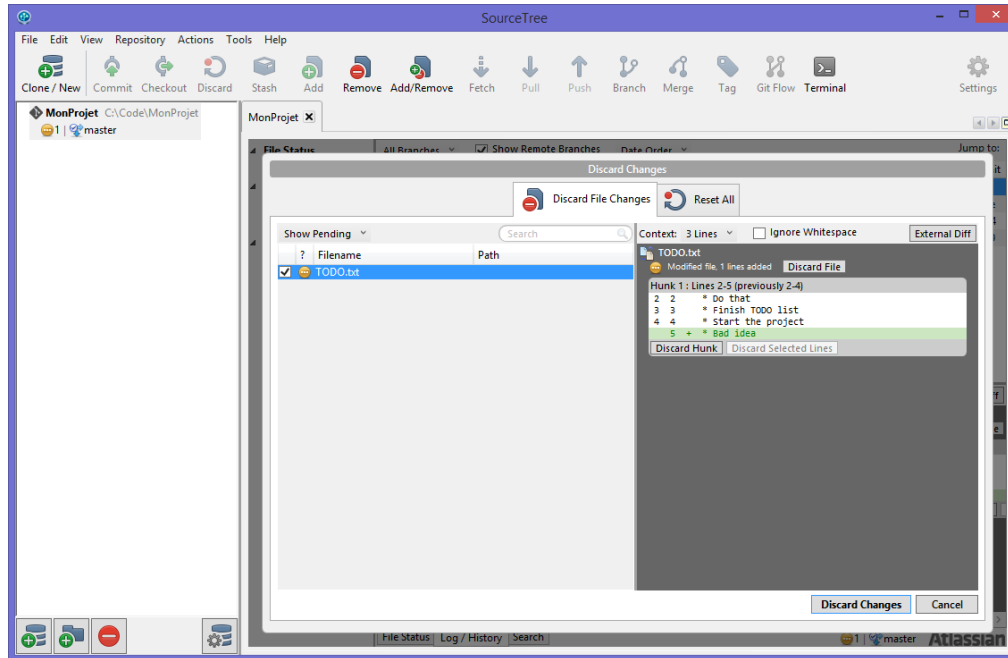 SourceTree
File Edit View Repository Actions Tools Help
Clone / New Commit Checkout Discard Stash Add Remove Add/Remove Fetch Pull Push Branch Merge Tag Git Flow Terminal Settings
MonProjet C:\Code\MonProjet
1 | master
MonProjet
File Status All Branches Show Remote Branches Date Order Jump to:
Discard Changes
Discard File Changes Reset All
Show Pending Search
? Filename Path
TODO.txt
Context: 3 Lines Ignore Whitespace External Diff
TODO.txt
Modified file, 1 lines added Discard File
Hunk 1 : Lines 2-5 (previously 2-4)
2 2 * Do that
3 3 * Finish TODO list
4 4 * Start the project
5 + * Bad idea
Discard Hunk Discard Selected Lines
Discard Changes Cancel
File Status Log / History Search 1 | master Atlassian